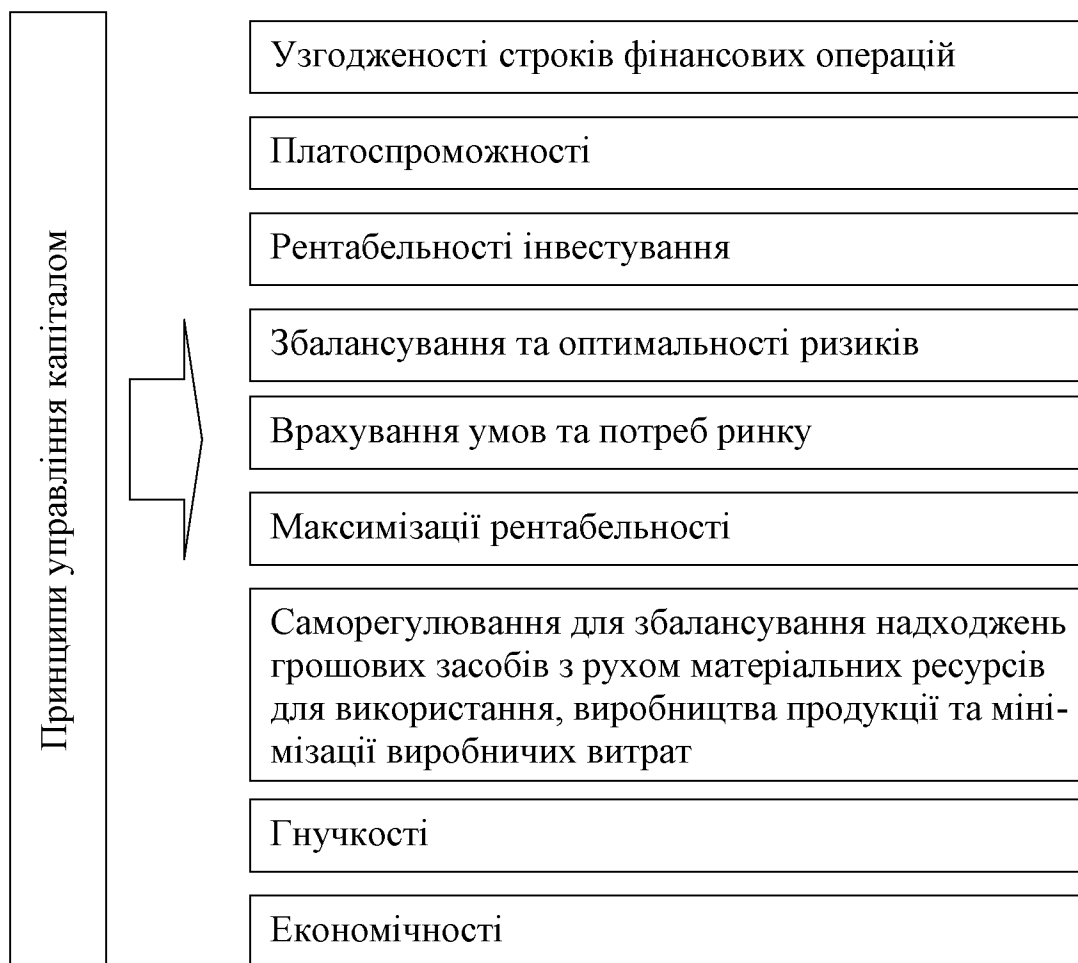 Принципи управління капіталом
Узгодженості строків фінансових операцій
Платоспроможності
Рентабельності інвестування
Збалансування та оптимальності ризиків
Врахування умов та потреб ринку
Максимізації рентабельності
Саморегулювання для збалансування надходжень
грошових засобів з рухом матеріальних ресурсів
для використання, виробництва продукції та міні-
мізації виробничих витрат
Гнучкості
Економічності